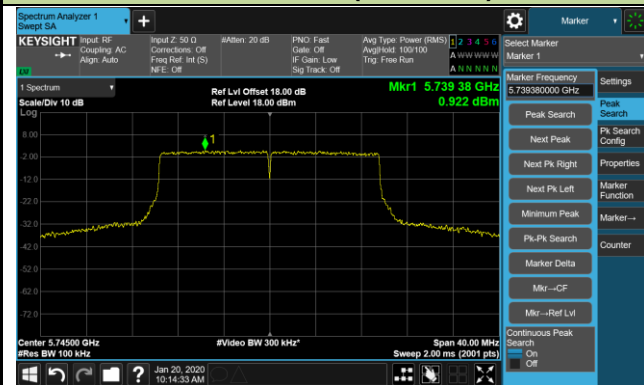 Spectrum Analyzer 1
Swept SA
+
Marker
KEYSIGHT
Input: RF
Coupling: AC
Align: Auto
Input Z: 50 Ω
Corrections: Off
Freq Ref: Int (S)
NFE: Off
#Atten: 20 dB
PNO: Fast
Gate: Off
IF Gain: Low
Sig Track: Off
Avg Type: Power (RMS)
Avg|Hold: 100/100
Trig: Free Run
1 2 3 4 5 6
A W W W W W
A N N N N N
Select Marker
Marker 1
1 Spectrum
Scale/Div 10 dB
Log
Ref Lvl Offset 18.00 dB
Ref Level 18.00 dBm
Mkr1 5.739 38 GHz
0.922 dBm
1
8.00
-2.00
-12.0
-22.0
-32.0
-42.0
-52.0
-62.0
-72.0
Center 5.74500 GHz
#Res BW 100 kHz
#Video BW 300 kHz*
Span 40.00 MHz
Sweep 2.00 ms (2001 pts)
Marker Frequency
5.739380000 GHz
Peak Search
Next Peak
Next Pk Right
Next Pk Left
Minimum Peak
Pk-Pk Search
Marker Delta
Mkr→CF
Mkr→Ref Lvl
Continuous Peak
Search
On
Off
Settings
Peak
Search
Pk Search
Config
Properties
Marker
Function
Marker→
Counter
?
Jan 20, 2020
10:14:33 AM